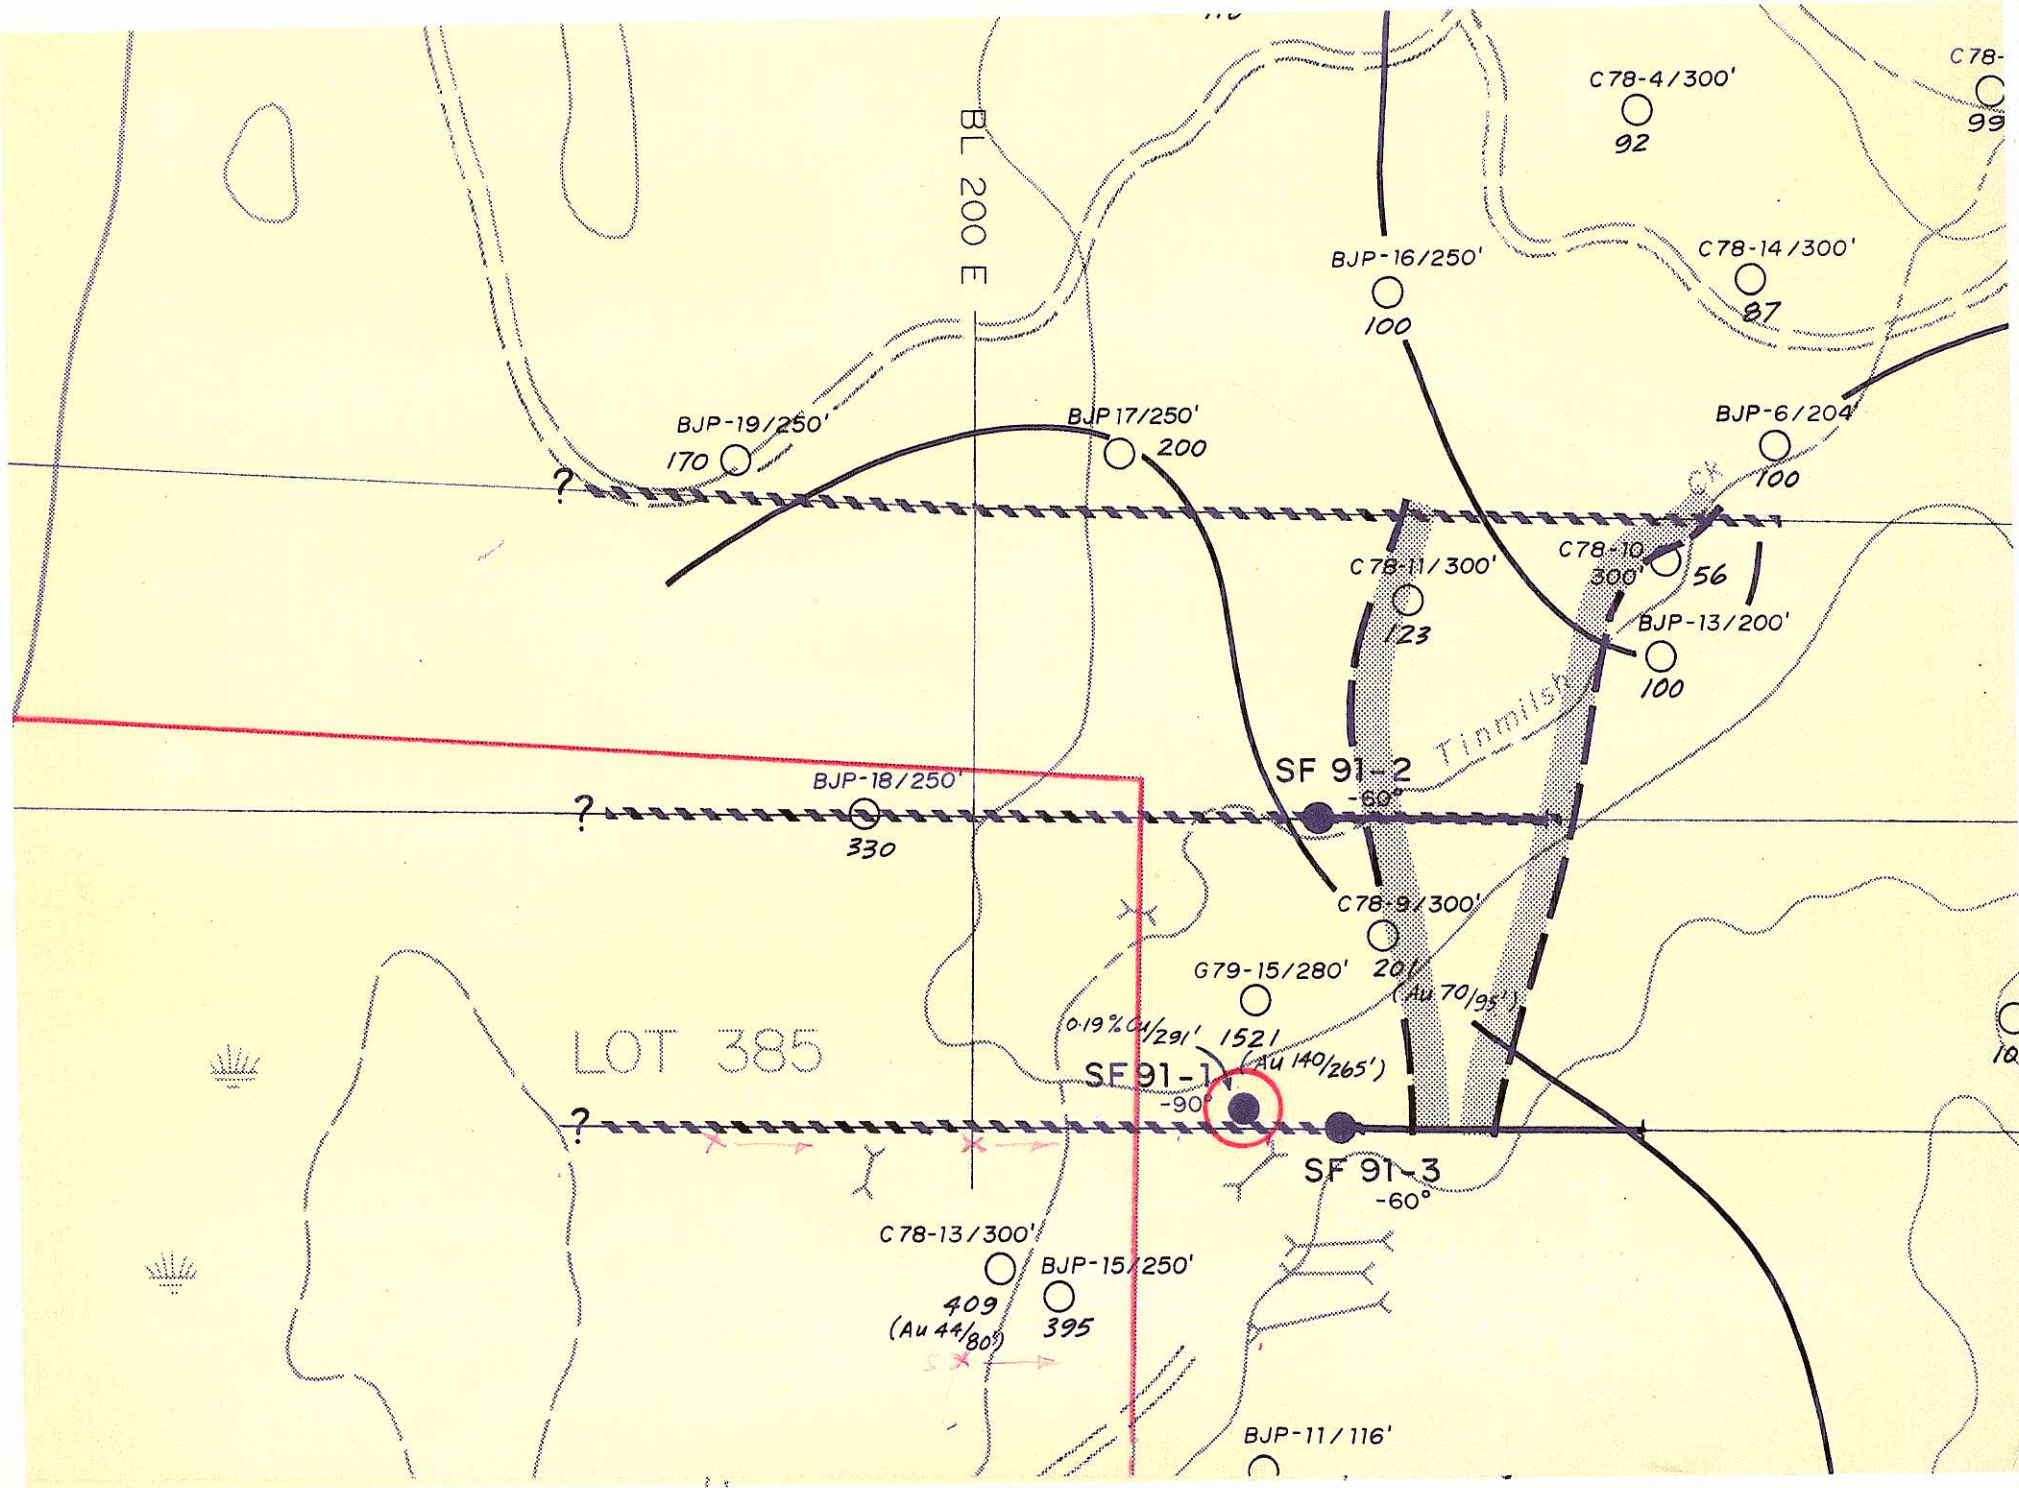 C78-
C78-4/300'
99
92
BL 200 E
C78-14/300'
BJP-16/250'
87
100
BJP-6/204'
BJP-19/250'
BJP 17/250'
200
170
100
Ck
?
C78-10
300'
C78-11/300'
56
BJP-13/200'
123
100
Tinmilsh
SF 91-2
-60°
BJP-18/250'
?
330
C78-9/300'
G79-15/280'
201
(Au 70/95')
0.19% Cu/291'
1521
(Au 140/265')
LOT 385
SF 91-1
-90°
10
?
SF 91-3
-60°
C78-13/300'
BJP-15/250'
409
(Au 44/80')
395
BJP-11/116'